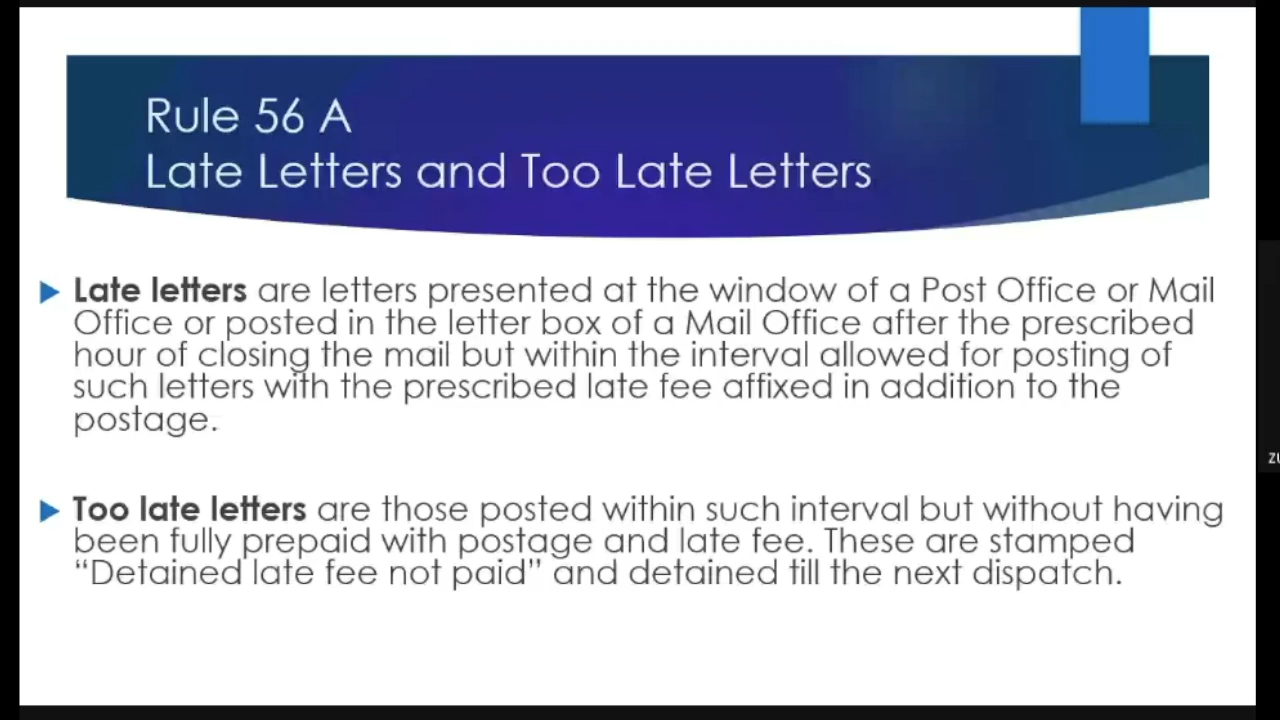 Rule 56 A
Late Letters and Too Late Letters
Late letters are letters presented at the window of a Post Office or Mail
Office or posted in the letter box of a Mail Office after the prescribed
hour of closing the mail but within the interval allowed for posting of
such letters with the prescribed late fee affixed in addition to the
postage.
Too late letters are those posted within such interval but without having
been fully prepaid with postage and late fee. These are stamped
“Detained late fee not paid” and detained till the next dispatch.